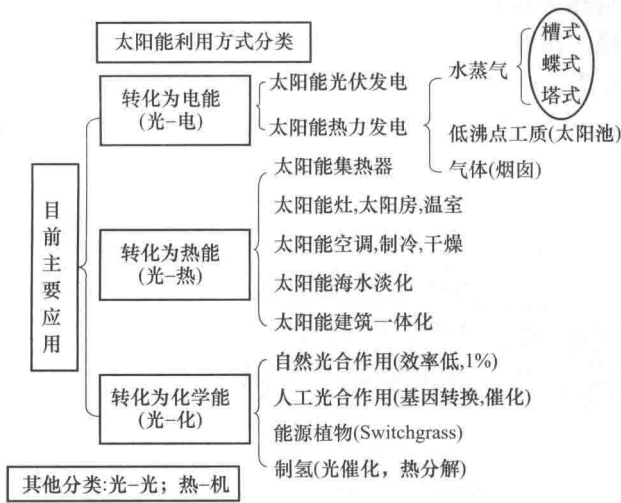 太阳能利用方式分类
目前主要应用
转化为电能
(光-电)
太阳能光伏发电
太阳能热力发电
水蒸气
槽式
蝶式
塔式
低沸点工质(太阳池)
气体(烟囱)
转化为热能
(光-热)
太阳能集热器
太阳能灶,太阳房,温室
太阳能空调,制冷,干燥
太阳能海水淡化
太阳能建筑一体化
转化为化学能
(光-化)
自然光合作用(效率低,1%)
人工光合作用(基因转换,催化)
能源植物(Switchgrass)
制氢(光催化，热分解)
其他分类:光-光；热-机